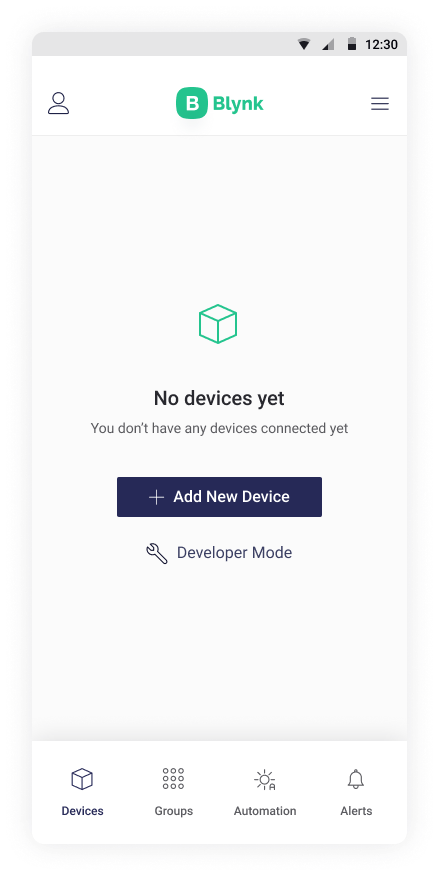 12:30
B Blynk
No devices yet
You don’t have any devices connected yet
Add New Device
Developer Mode
Devices Groups Automation Alerts